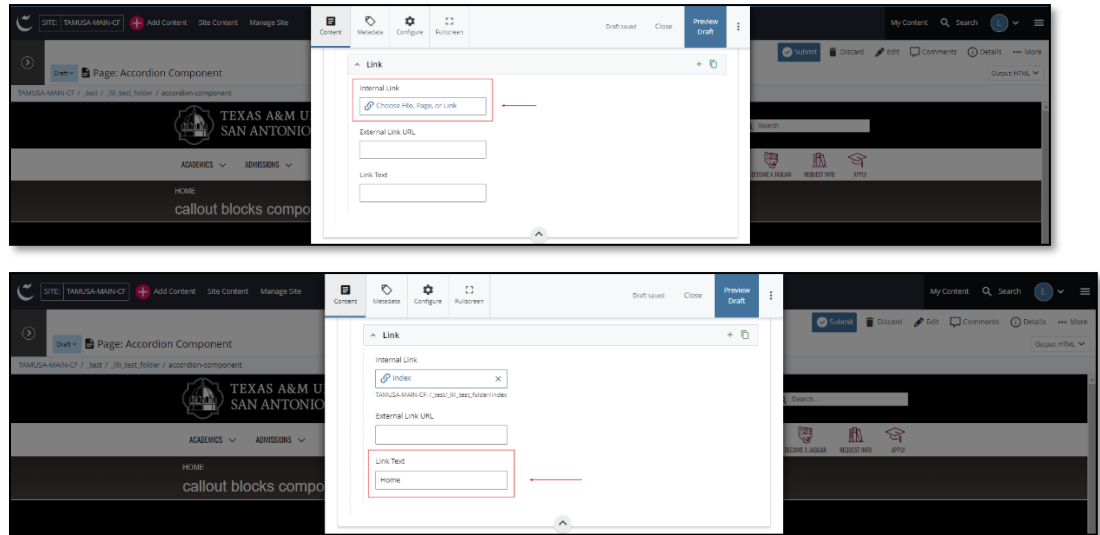 SITE: TAMUSA-MAIN-CF Add Content Site Content Manage Site
Content Metadata Configure Fullscreen
Draft saved Close Preview Draft
My Content Search L
Submit Discard Edit Comments Details More
Draft Page: Accordion Component
Output: HTML
TAMUSA-MAIN-CF / _test / _lili_test_folder / accordion-component
Link
Internal Link
Choose File, Page, or Link
External Link URL
Link Text
TEXAS A&M U
SAN ANTONIO
Search
ACADEMICS ADMISSIONS
BECOME A JAGUAR REQUEST INFO APPLY
HOME
callout blocks compo
SITE: TAMUSA-MAIN-CF Add Content Site Content Manage Site
Content Metadata Configure Fullscreen
Draft saved Close Preview Draft
My Content Search L
Submit Discard Edit Comments Details More
Draft Page: Accordion Component
Output: HTML
TAMUSA-MAIN-CF / _test / _lili_test_folder / accordion-component
Link
Internal Link
index
TAMUSA-MAIN-CF: /_test/_lili_test_folder/index
External Link URL
Link Text
Home
TEXAS A&M U
SAN ANTONIO
Search...
ACADEMICS ADMISSIONS
BECOME A JAGUAR REQUEST INFO APPLY
HOME
callout blocks compo